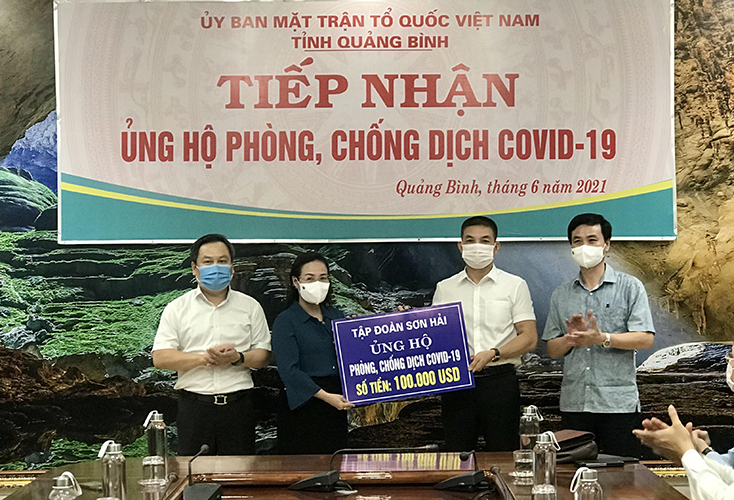 ỦY BAN MẶT TRẬN TỔ QUỐC VIỆT NAM
TỈNH QUẢNG BÌNH
TIẾP NHẬN
ỦNG HỘ PHÒNG, CHỐNG DỊCH COVID-19
Quảng Bình, tháng 6 năm 2021
TẬP ĐOÀN SƠN HẢI
ỦNG HỘ
PHÒNG, CHỐNG DỊCH COVID-19
SỐ TIỀN: 100.000 USD